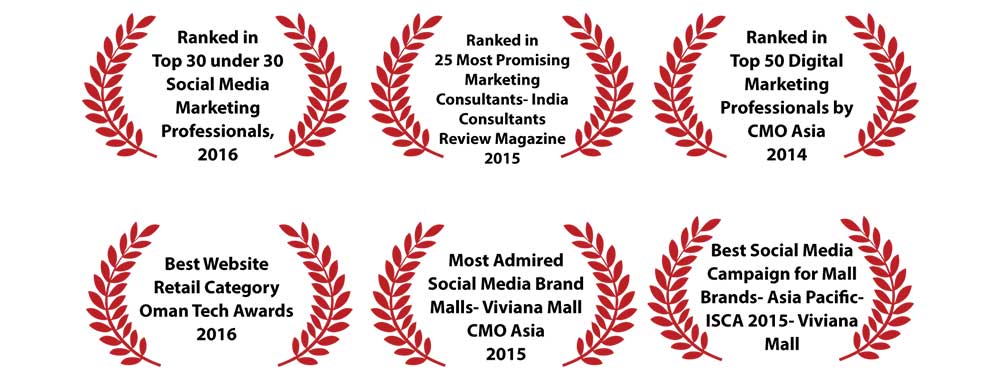 Ranked in
Top 30 under 30
Social Media
Marketing
Professionals,
2016
Ranked in
25 Most Promising
Marketing
Consultants- India
Consultants
Review Magazine
2015
Ranked in
Top 50 Digital
Marketing
Professionals by
CMO Asia
2014
Best Website
Retail Category
Oman Tech Awards
2016
Most Admired
Social Media Brand
Malls- Viviana Mall
CMO Asia
2015
Best Social Media
Campaign for Mall
Brands- Asia Pacific-
ISCA 2015- Viviana
Mall